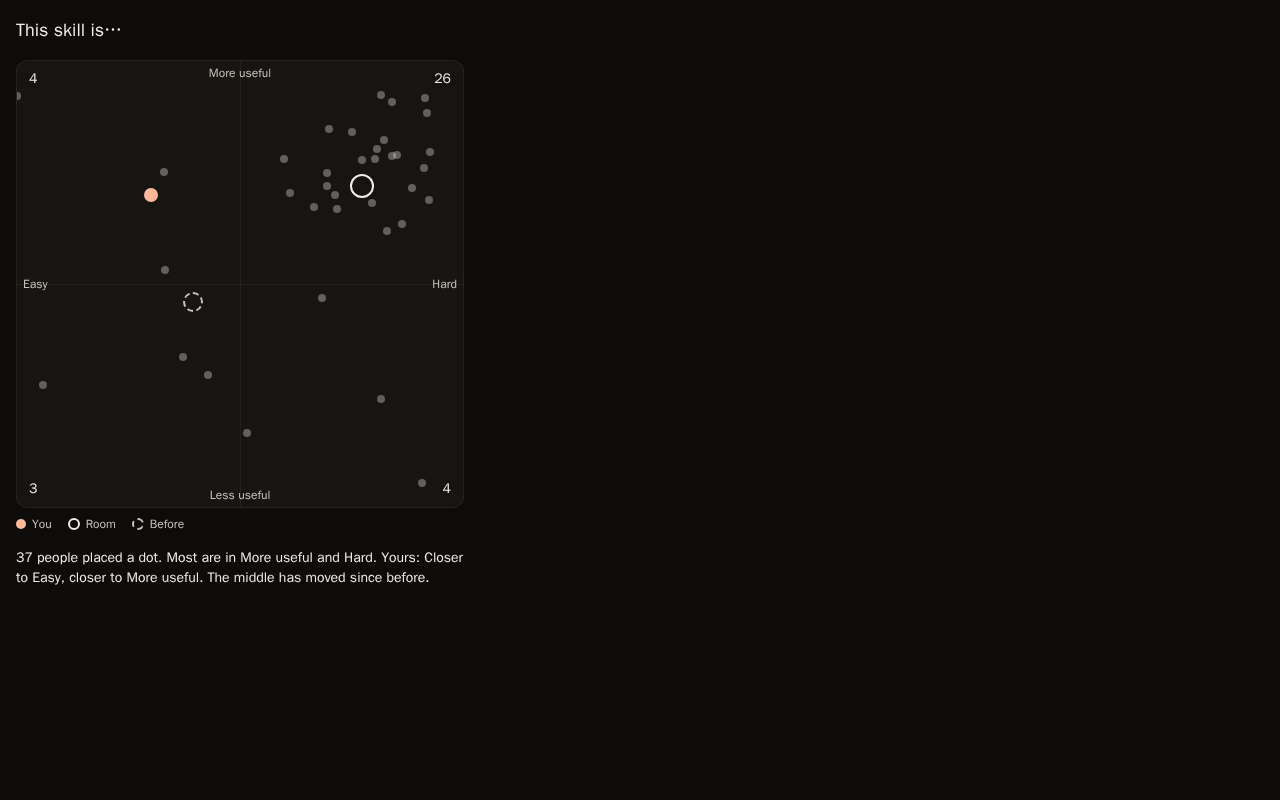 This skill is⋯
4
More useful
26
Easy
Hard
3
Less useful
4
You
Room
Before
37 people placed a dot. Most are in More useful and Hard. Yours: Closer
to Easy, closer to More useful. The middle has moved since before.